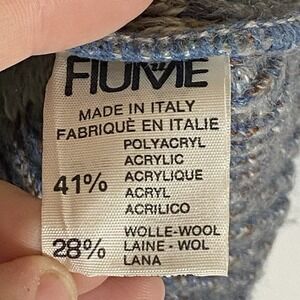 FIUME
MADE IN ITALY
FABRIQUÈ EN ITALIE
POLYACRYL
ACRYLIC
41% ACRYLIQUE
ACRYL
ACRILICO
WOLLE-WOOL
28% LAINE - WOL
LANA